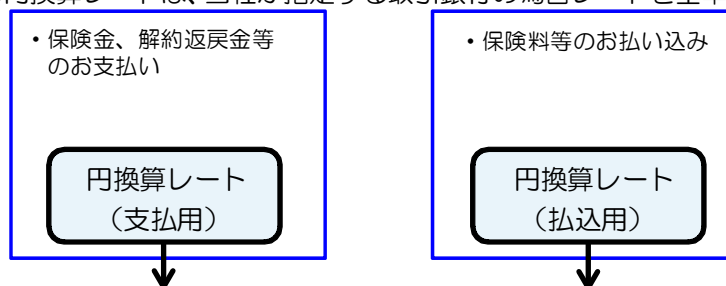 ・保険金、解約返戻金等
のお支払い
円換算レート
（支払用）
・保険料等のお払い込み
円換算レート
（払込用）